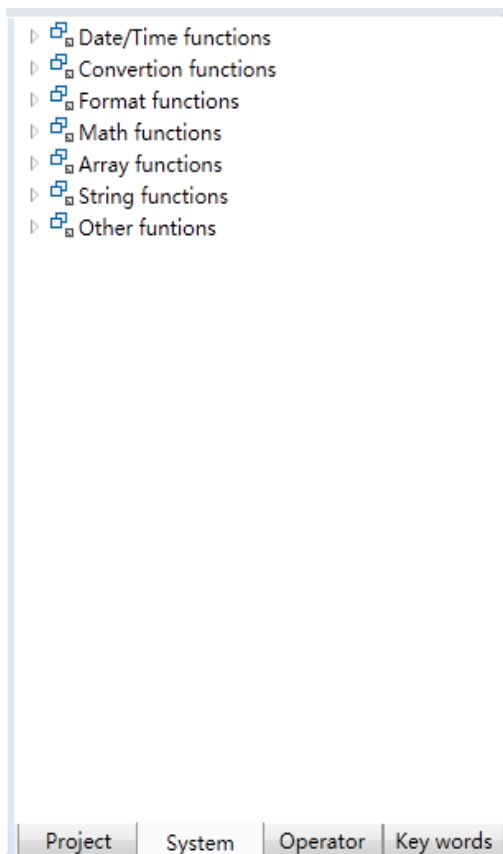 Date/Time functions
Convertion functions
Format functions
Math functions
Array functions
String functions
Other funtions
Project System Operator Key words